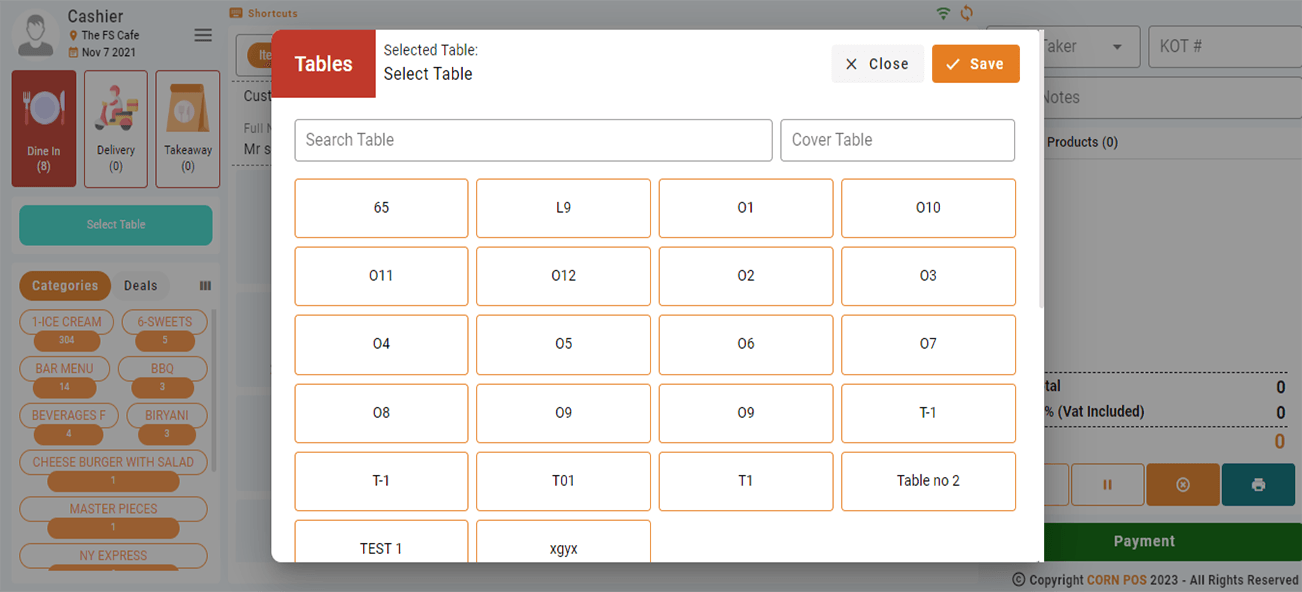 Cashier
The FS Cafe
Nov 7 2021
Dine In
(8)
Delivery
(0)
Takeaway
(0)
Select Table
Categories
Deals
1-ICE CREAM
304
6-SWEETS
5
BAR MENU
14
BBQ
3
BEVERAGES F
4
BIRYANI
3
CHEESE BURGER WITH SALAD
1
MASTER PIECES
1
NY EXPRESS
Shortcuts
Ite
Cust
Full N
Mr s
Tables
Selected Table:
Select Table
Close
Save
Search Table
Cover Table
65
L9
O1
O10
O11
O12
O2
O3
O4
O5
O6
O7
O8
O9
O9
T-1
T-1
T01
T1
Table no 2
TEST 1
xgyx
Taker
KOT #
Notes
Products (0)
tal
0
% (Vat Included)
0
0
Payment
© Copyright CORN POS 2023 - All Rights Reserved